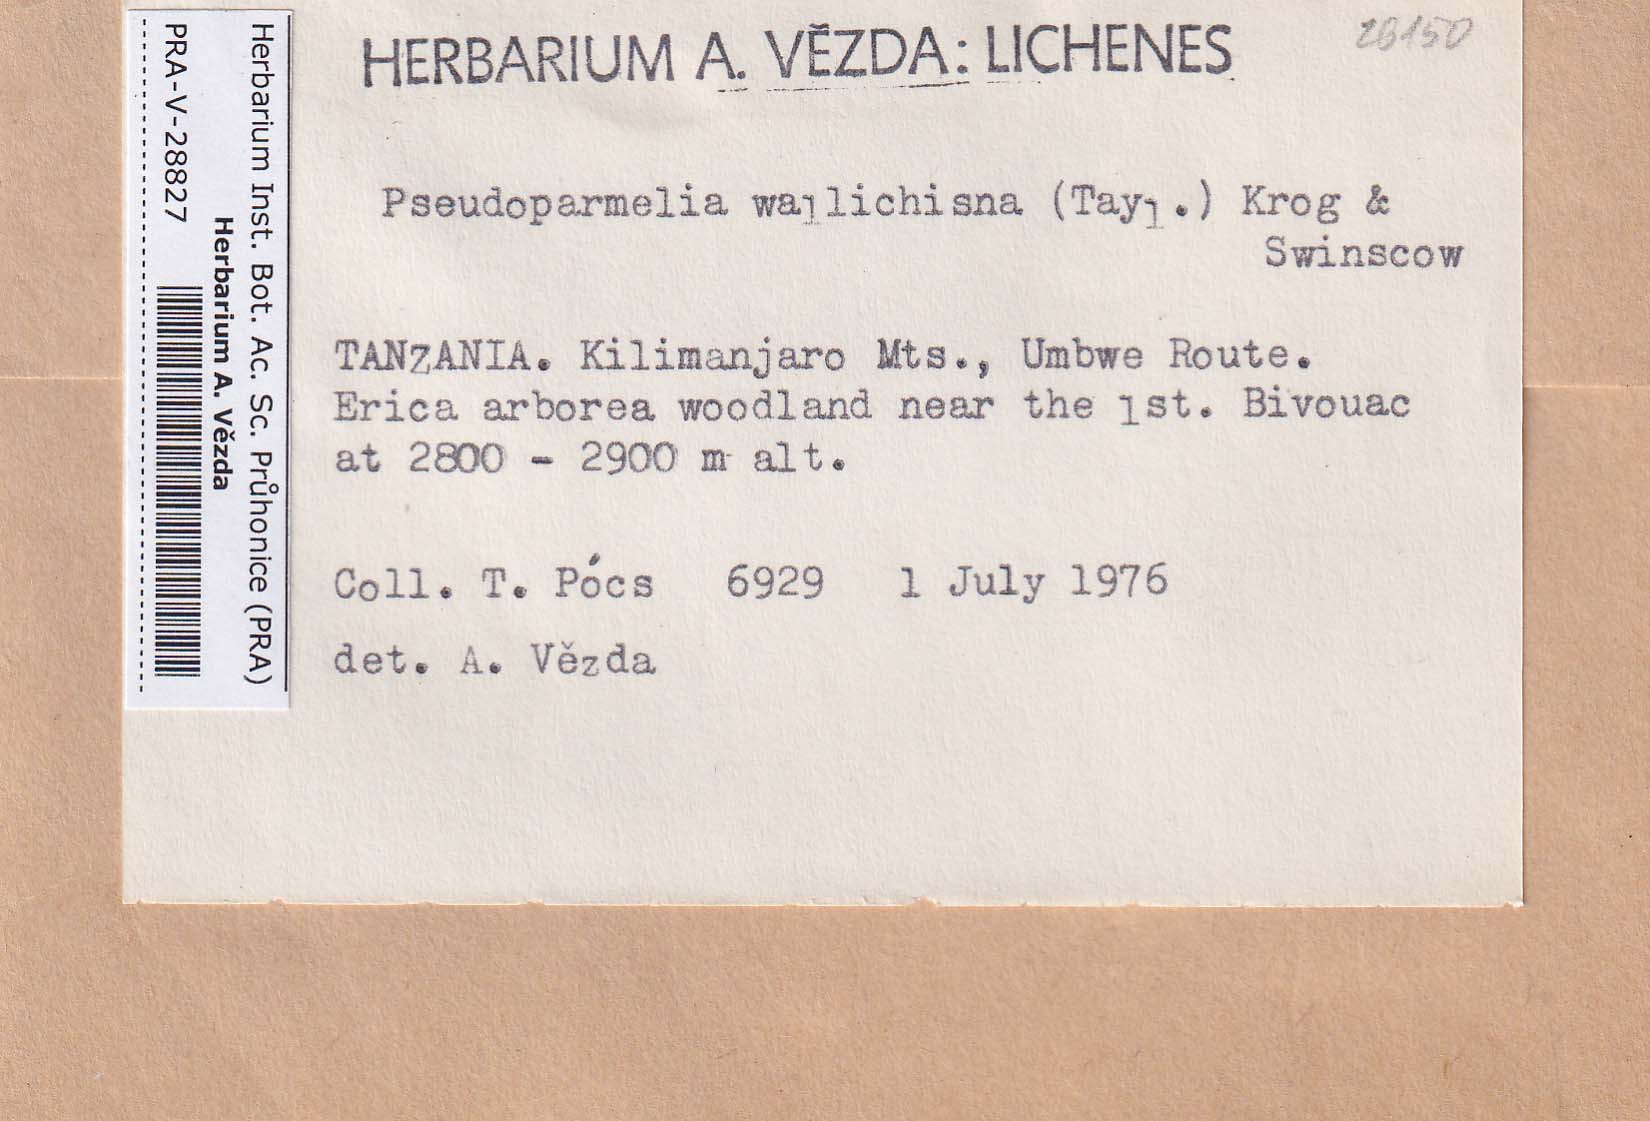 HERBARIUM A. VĚZDA: LICHENES
28150
Pseudoparmelia wallichisna (Tayl.) Krog &
Swinscow
TANZANIA. Kilimanjaro Mts., Umbwe Route.
Erica arborea woodland near the 1st. Bivouac
at 2800 - 2900 m alt.
Coll. T. Pócs 6929 1 July 1976
det. A. Vězda
Herbarium Inst. Bot. Ac. Sc. Průhonice (PRA)
Herbarium A. Vězda
PRA-V-28827